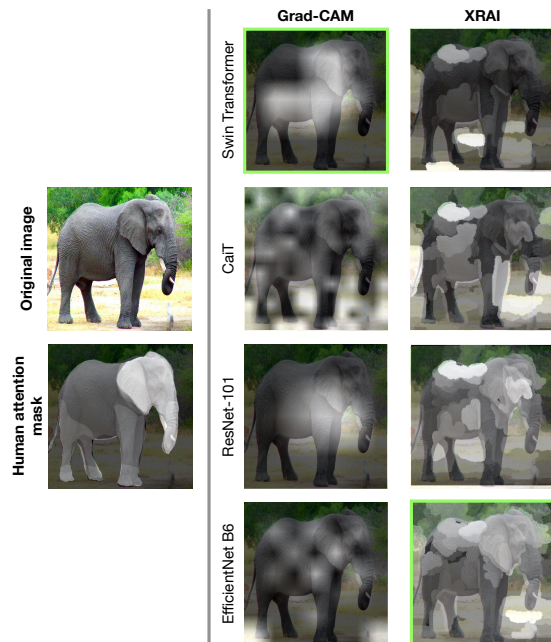 Grad-CAM
XRAI
Swin Transformer
Original image
CaiT
Human attention
mask
ResNet-101
EfficientNet B6